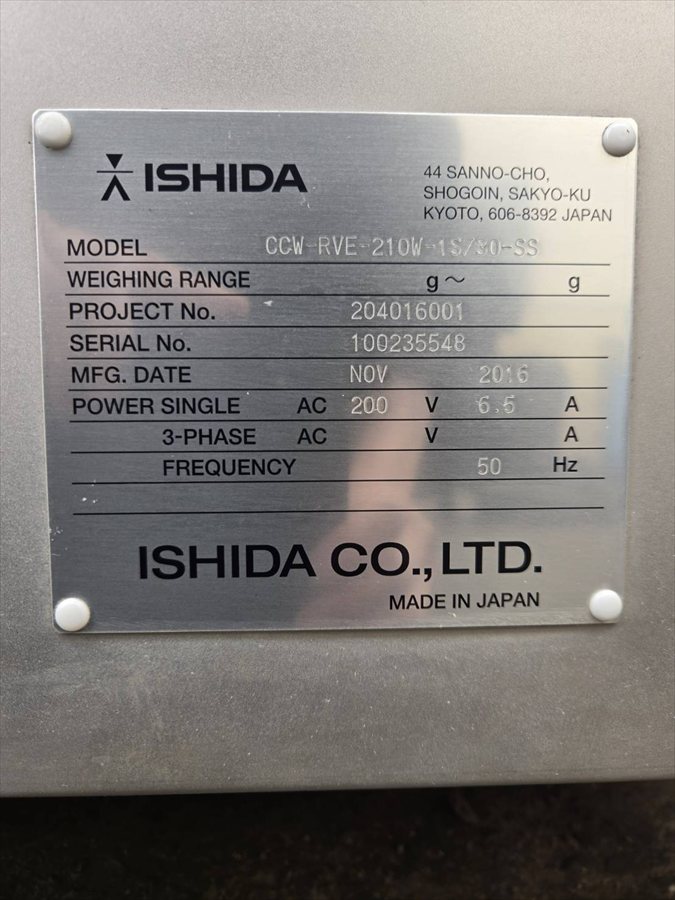 ISHIDA
44 SANNO-CHO,
SHOGOIN, SAKYO-KU
KYOTO, 606-8392 JAPAN
MODEL CCW-RVE-210W-1S/30-SS
WEIGHING RANGE g~ g
PROJECT No. 204016001
SERIAL No. 100235548
MFG. DATE NOV 2016
POWER SINGLE AC 200 V 6.5 A
3-PHASE AC V A
FREQUENCY 50 Hz
ISHIDA CO., LTD.
MADE IN JAPAN